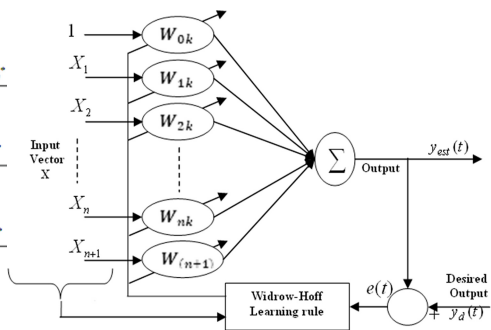 1
W0k
X1
W1k
X2
W2k
Input
Vector
X
∑
Output
yest(t)
Xn
Wnk
Xn+1
W(n+1)
Widrow-Hoff
Learning rule
e(t)
Desired
Output
+
yd(t)